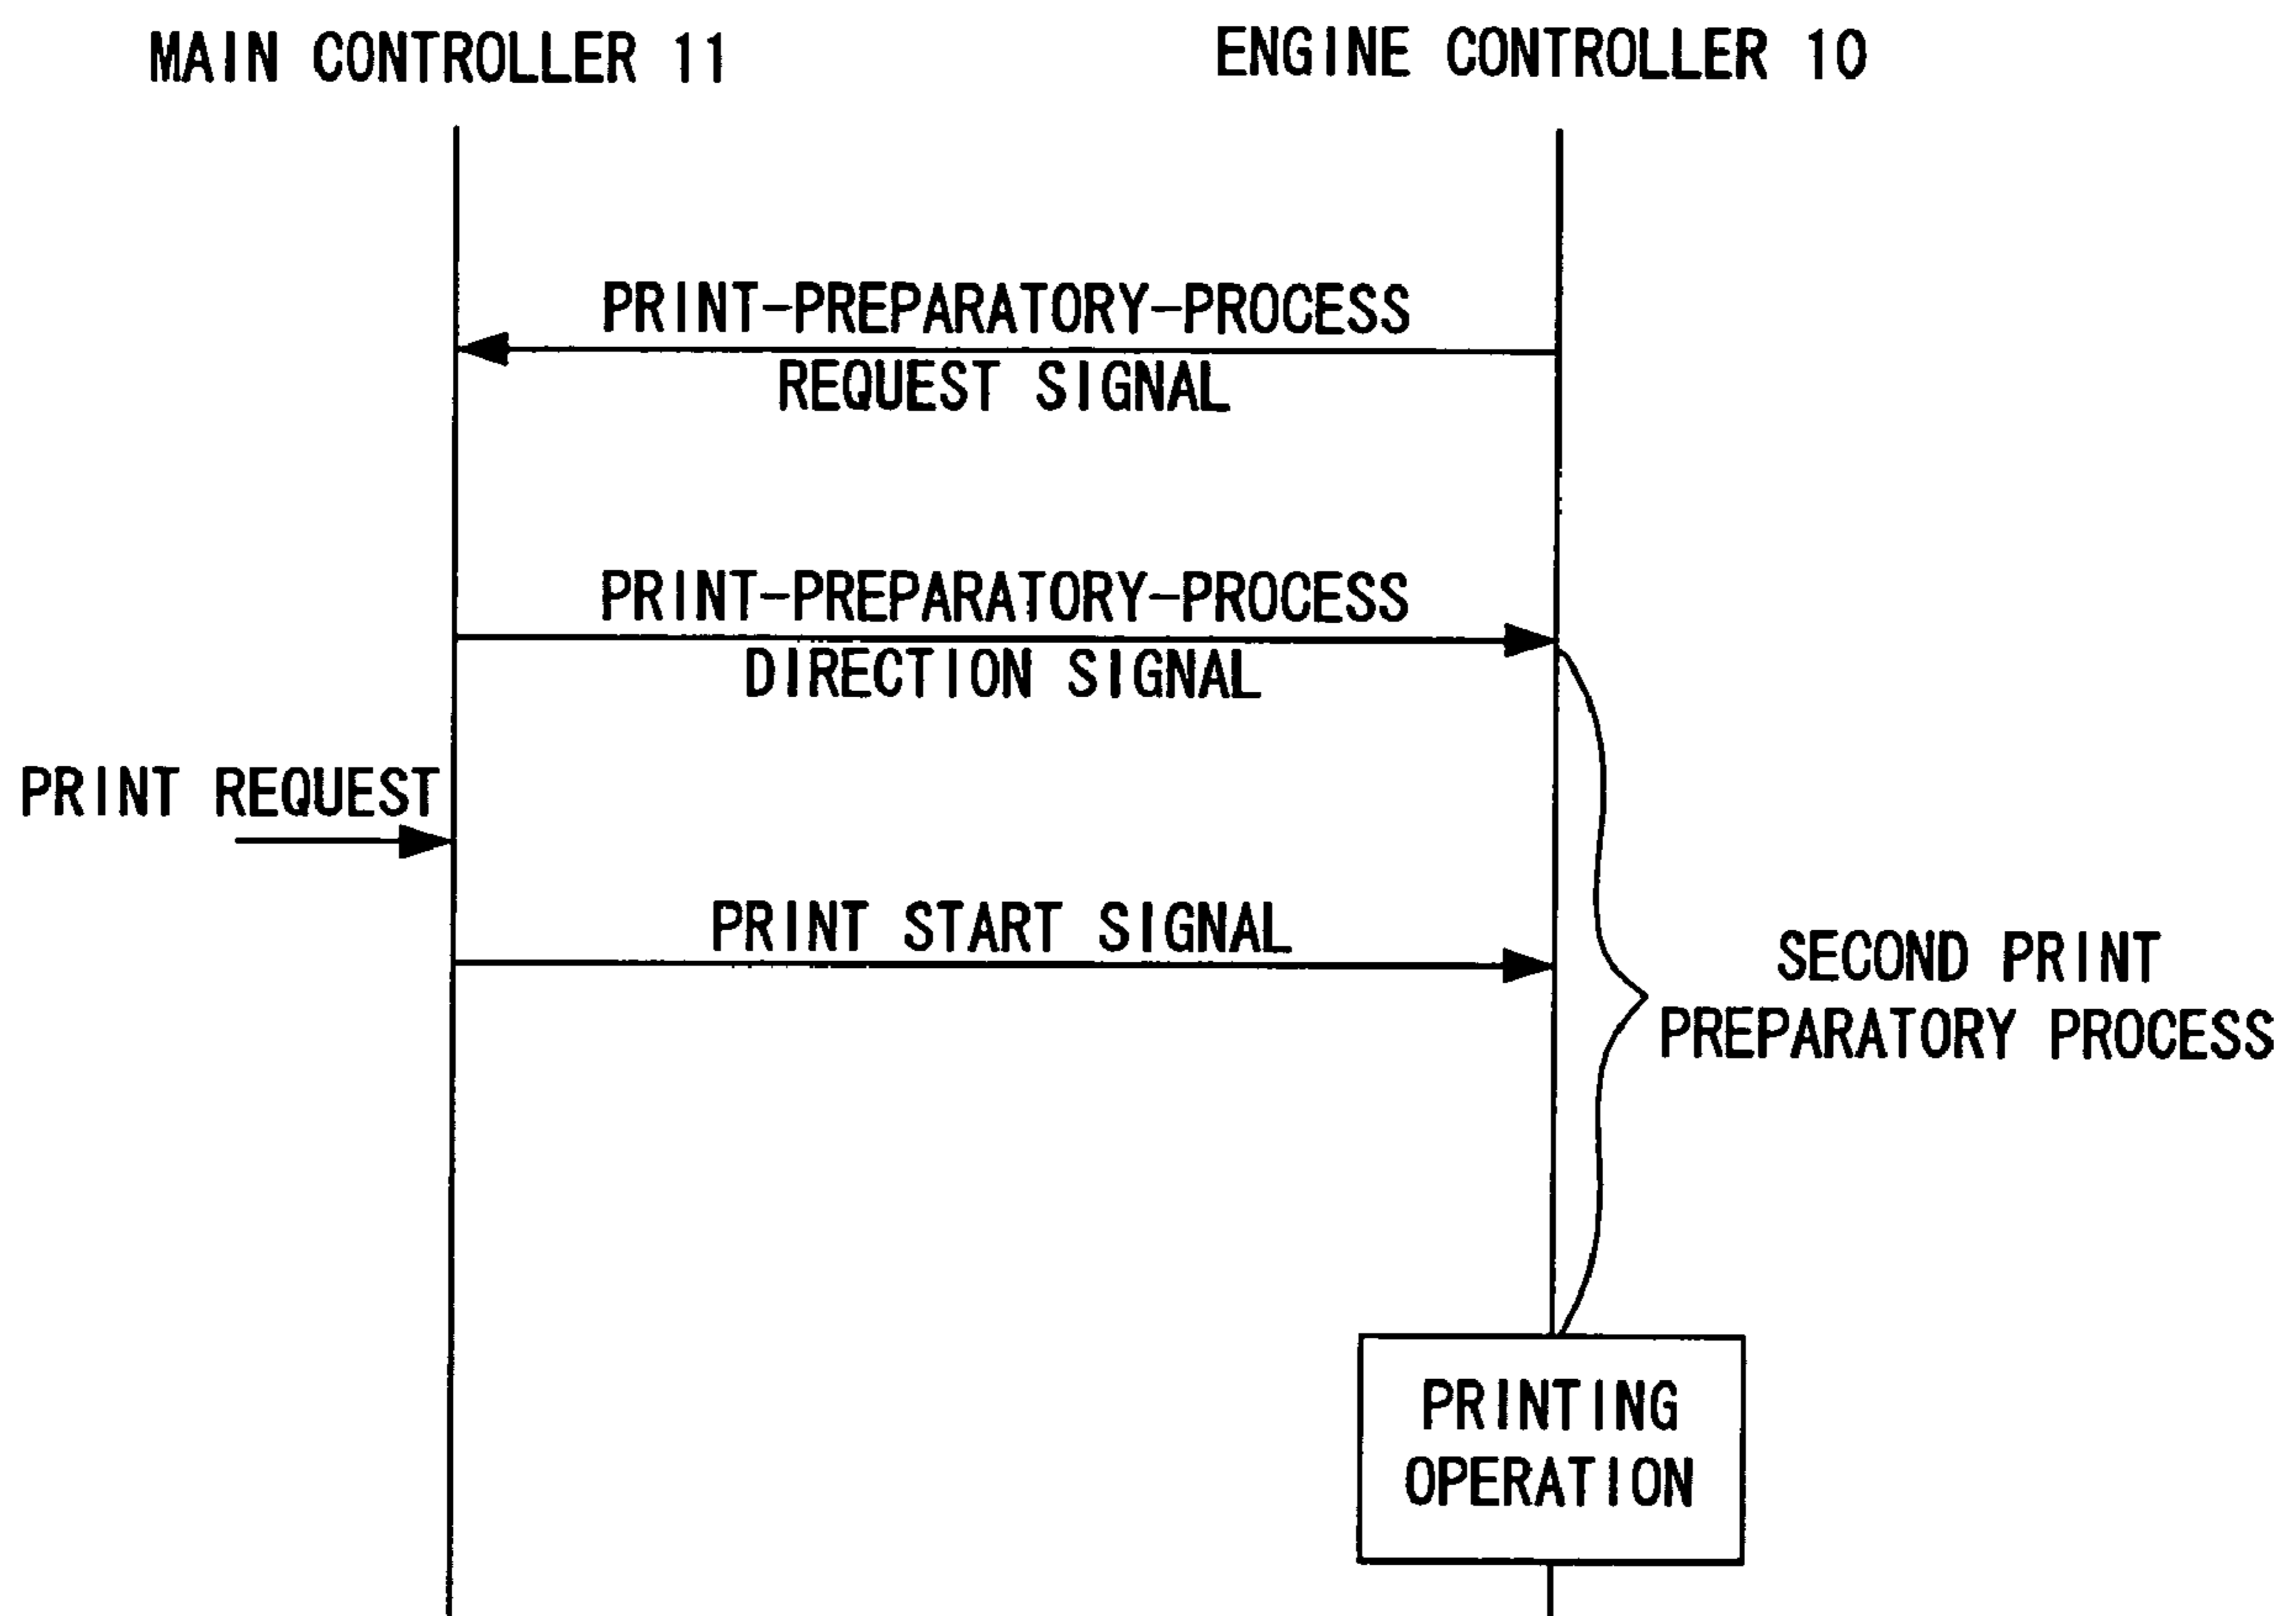 MAIN CONTROLLER 11
ENGINE CONTROLLER 10
PRINT-PREPARATORY-PROCESS
REQUEST SIGNAL
PRINT-PREPARATORY-PROCESS
DIRECTION SIGNAL
PRINT REQUEST
PRINT START SIGNAL
SECOND PRINT
PREPARATORY PROCESS
PRINTING
OPERATION